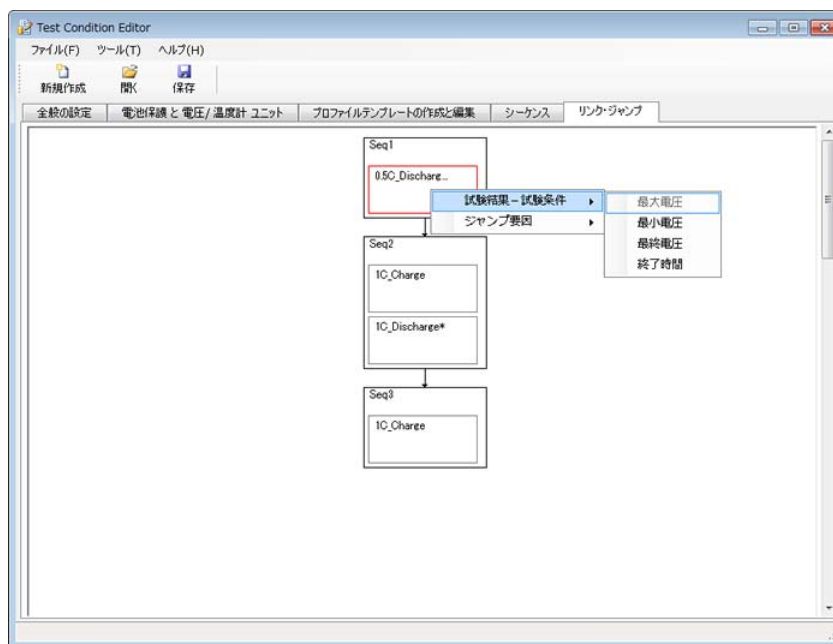 Test Condition Editor
ファイル(F) ツール(T) ヘルプ(H)
新規作成 開く 保存
全般の設定 電池保護 と 電圧/温度計 ユニット プロファイルテンプレートの作成と編集 シーケンス リンク・ジャンプ
Seq1
0.5C_Discharg...
試験結果－試験条件
最大電圧
ジャンプ要因
最小電圧
最終電圧
終了時間
Seq2
1C_Charge
1C_Discharge*
Seq3
1C_Charge